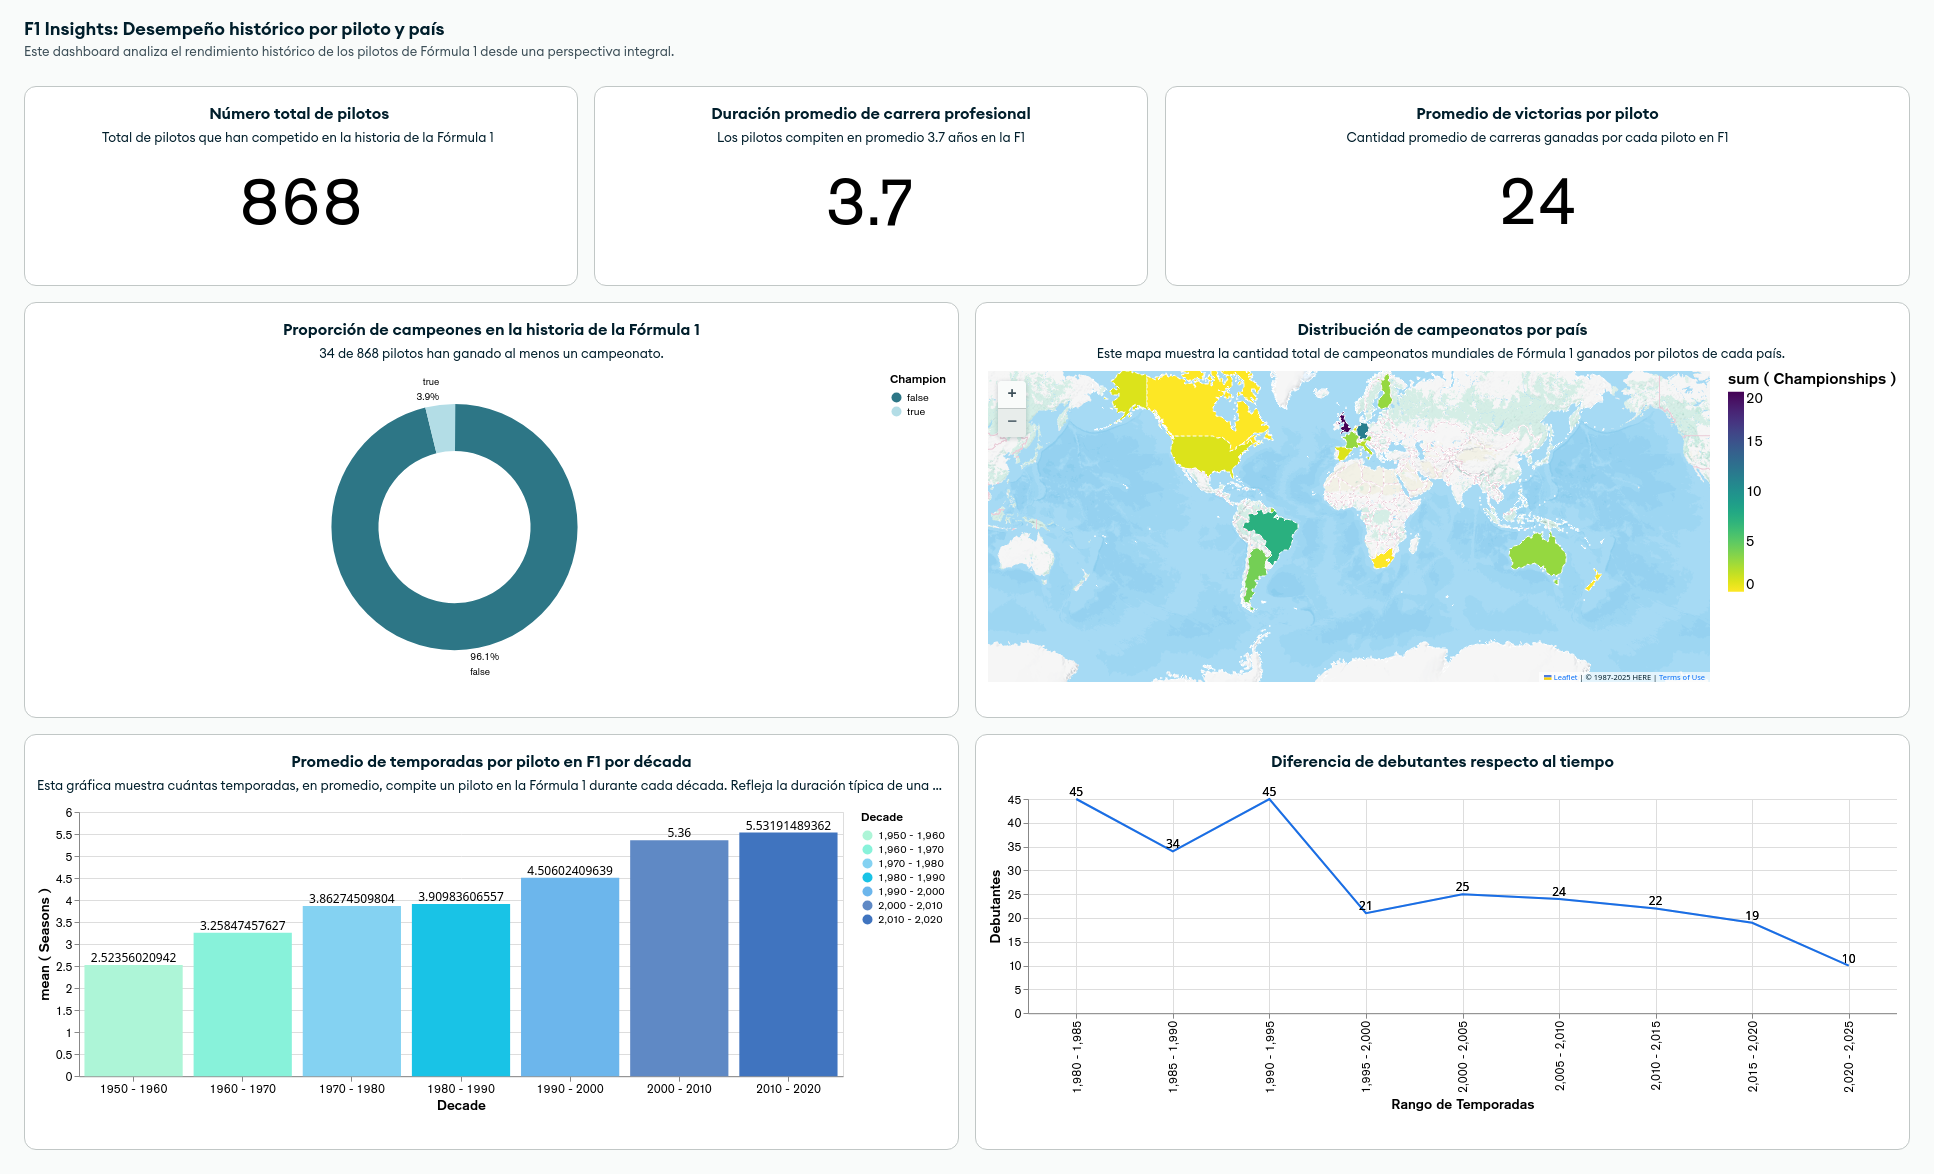 F1 Insights: Desempeño histórico por piloto y país
Este dashboard analiza el rendimiento histórico de los pilotos de Fórmula 1 desde una perspectiva integral.
Número total de pilotos
Total de pilotos que han competido en la historia de la Fórmula 1
868
Duración promedio de carrera profesional
Los pilotos compiten en promedio 3.7 años en la F1
3.7
Promedio de victorias por piloto
Cantidad promedio de carreras ganadas por cada piloto en F1
24
Proporción de campeones en la historia de la Fórmula 1
34 de 868 pilotos han ganado al menos un campeonato.
true
3.9%
96.1%
false
Champion
false
true
Distribución de campeonatos por país
Este mapa muestra la cantidad total de campeonatos mundiales de Fórmula 1 ganados por pilotos de cada país.
+
−
sum ( Championships )
20
15
10
5
0
Leaflet | © 1987-2025 HERE | Terms of Use
Promedio de temporadas por piloto en F1 por década
Esta gráfica muestra cuántas temporadas, en promedio, compite un piloto en la Fórmula 1 durante cada década. Refleja la duración típica de una ...
mean ( Seasons )
6
5.5
5
4.5
4
3.5
3
2.5
2
1.5
1
0.5
0
2.52356020942
3.25847457627
3.86274509804
3.90983606557
4.50602409639
5.36
5.53191489362
1950 - 1960
1960 - 1970
1970 - 1980
1980 - 1990
1990 - 2000
2000 - 2010
2010 - 2020
Decade
Decade
1,950 - 1,960
1,960 - 1,970
1,970 - 1,980
1,980 - 1,990
1,990 - 2,000
2,000 - 2,010
2,010 - 2,020
Diferencia de debutantes respecto al tiempo
Debutantes
45
40
35
30
25
20
15
10
5
0
45
34
45
21
25
24
22
19
10
1,980 - 1,985
1,985 - 1,990
1,990 - 1,995
1,995 - 2,000
2,000 - 2,005
2,005 - 2,010
2,010 - 2,015
2,015 - 2,020
2,020 - 2,025
Rango de Temporadas